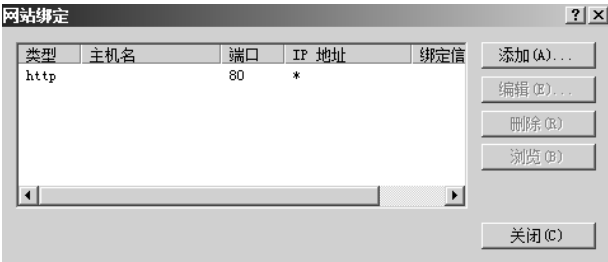 网站绑定
类型 主机名 端口 IP 地址 绑定信
http 80 *
添加(A)...
编辑(E)...
删除(R)
浏览(B)
关闭(C)